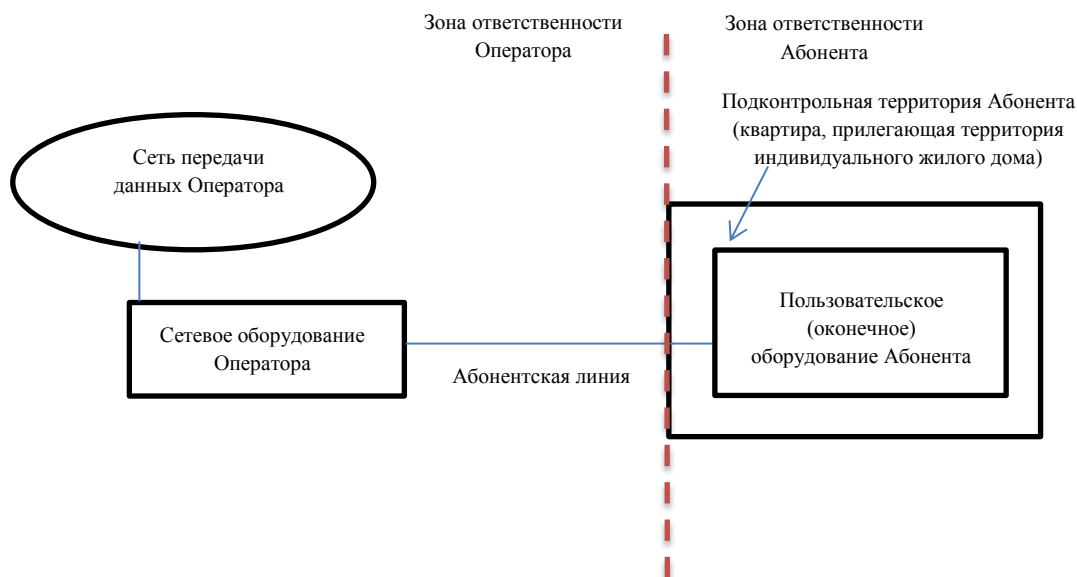 Зона ответственности
Оператора
Зона ответственности
Абонента
Подконтрольная территория Абонента
(квартира, прилегающая территория
индивидуального жилого дома)
Сеть передачи
данных Оператора
Сетевое оборудование
Оператора
Абонентская линия
Пользовательское
(оконечное)
оборудование Абонента